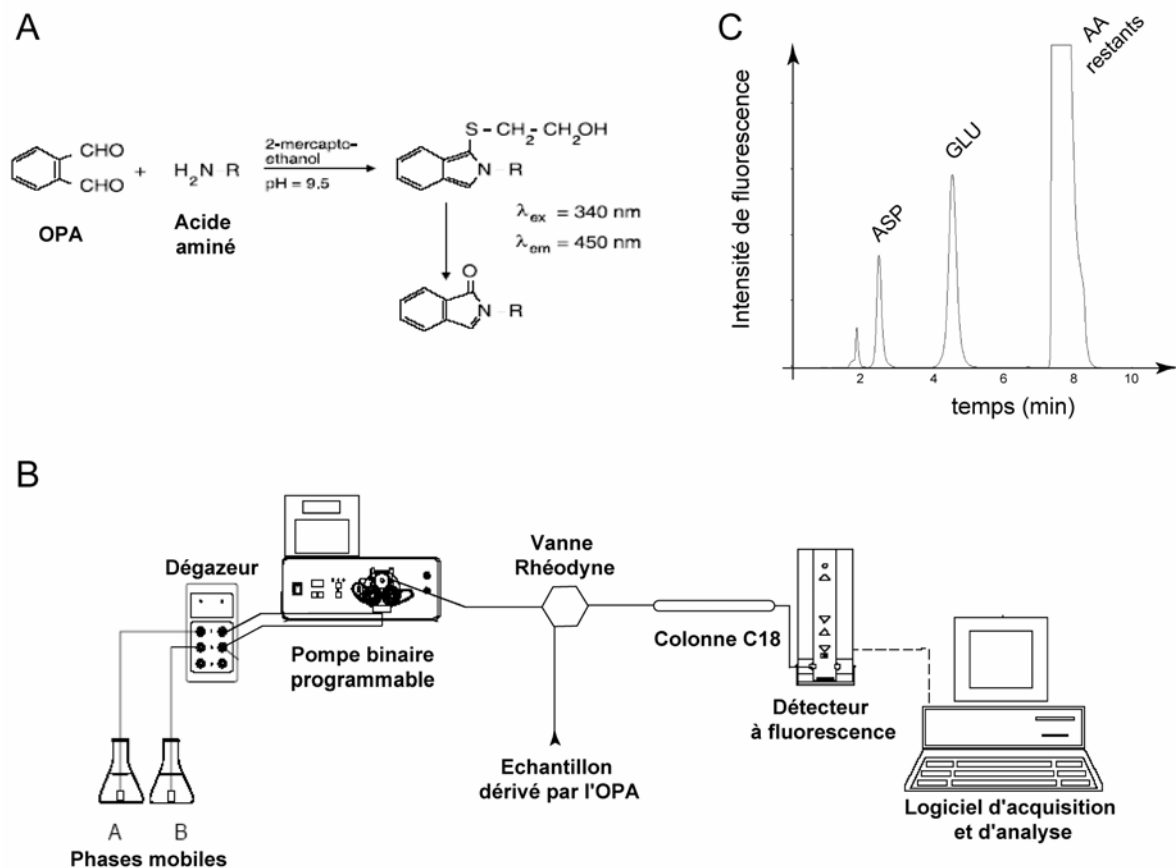 A
CHO
CHO
OPA
+
H2N-R
Acide
aminé
2-mercapto-
ethanol
pH = 9.5
S-CH2-CH2OH
N-R
λex = 340 nm
λem = 450 nm
O
N-R
C
Intensité de fluorescence
ASP
GLU
AA
restants
2
4
6
8
10
temps (min)
B
Dégazeur
Pompe binaire
programmable
Vanne
Rhéodyne
Colonne C18
Détecteur
à fluorescence
Echantillon
dérivé par l'OPA
Logiciel d'acquisition
et d'analyse
A
B
Phases mobiles